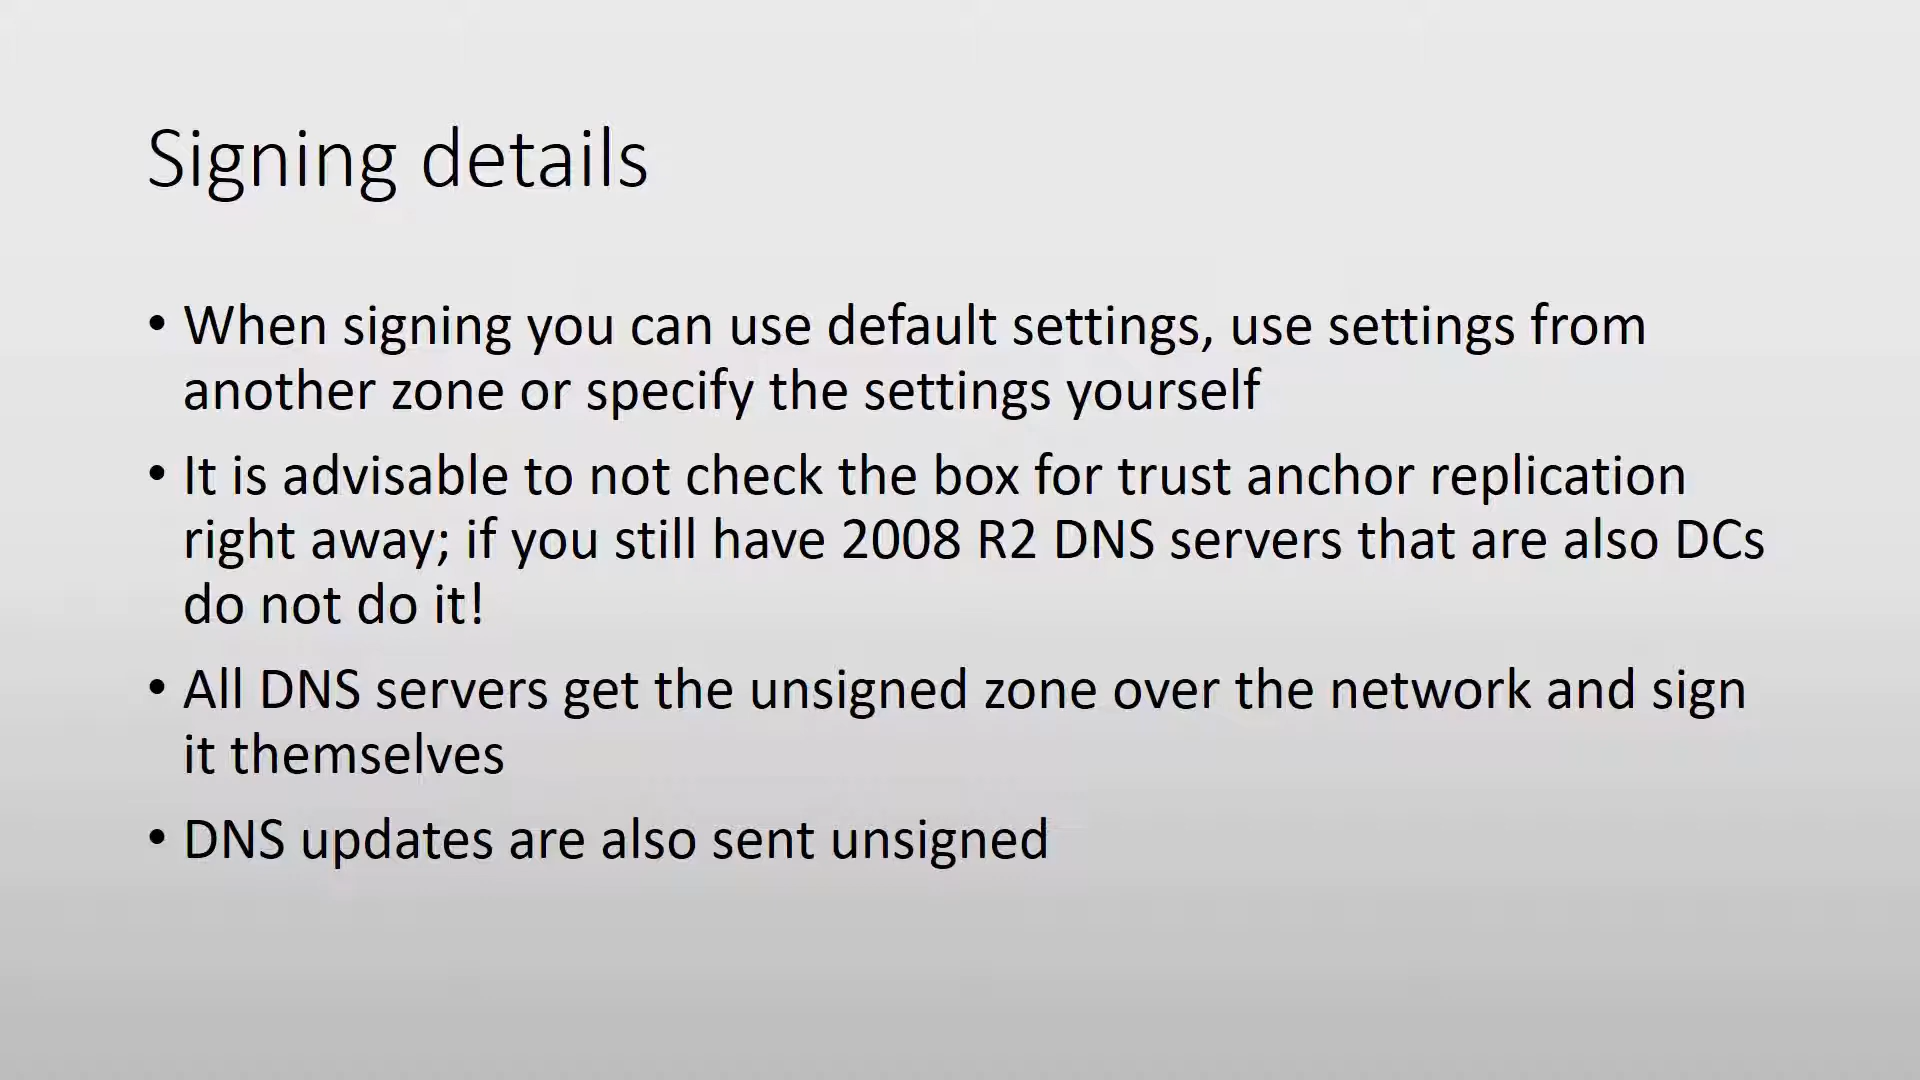 Signing details
• When signing you can use default settings, use settings from
another zone or specify the settings yourself
• It is advisable to not check the box for trust anchor replication
right away; if you still have 2008 R2 DNS servers that are also DCs
do not do it!
• All DNS servers get the unsigned zone over the network and sign
it themselves
• DNS updates are also sent unsigned